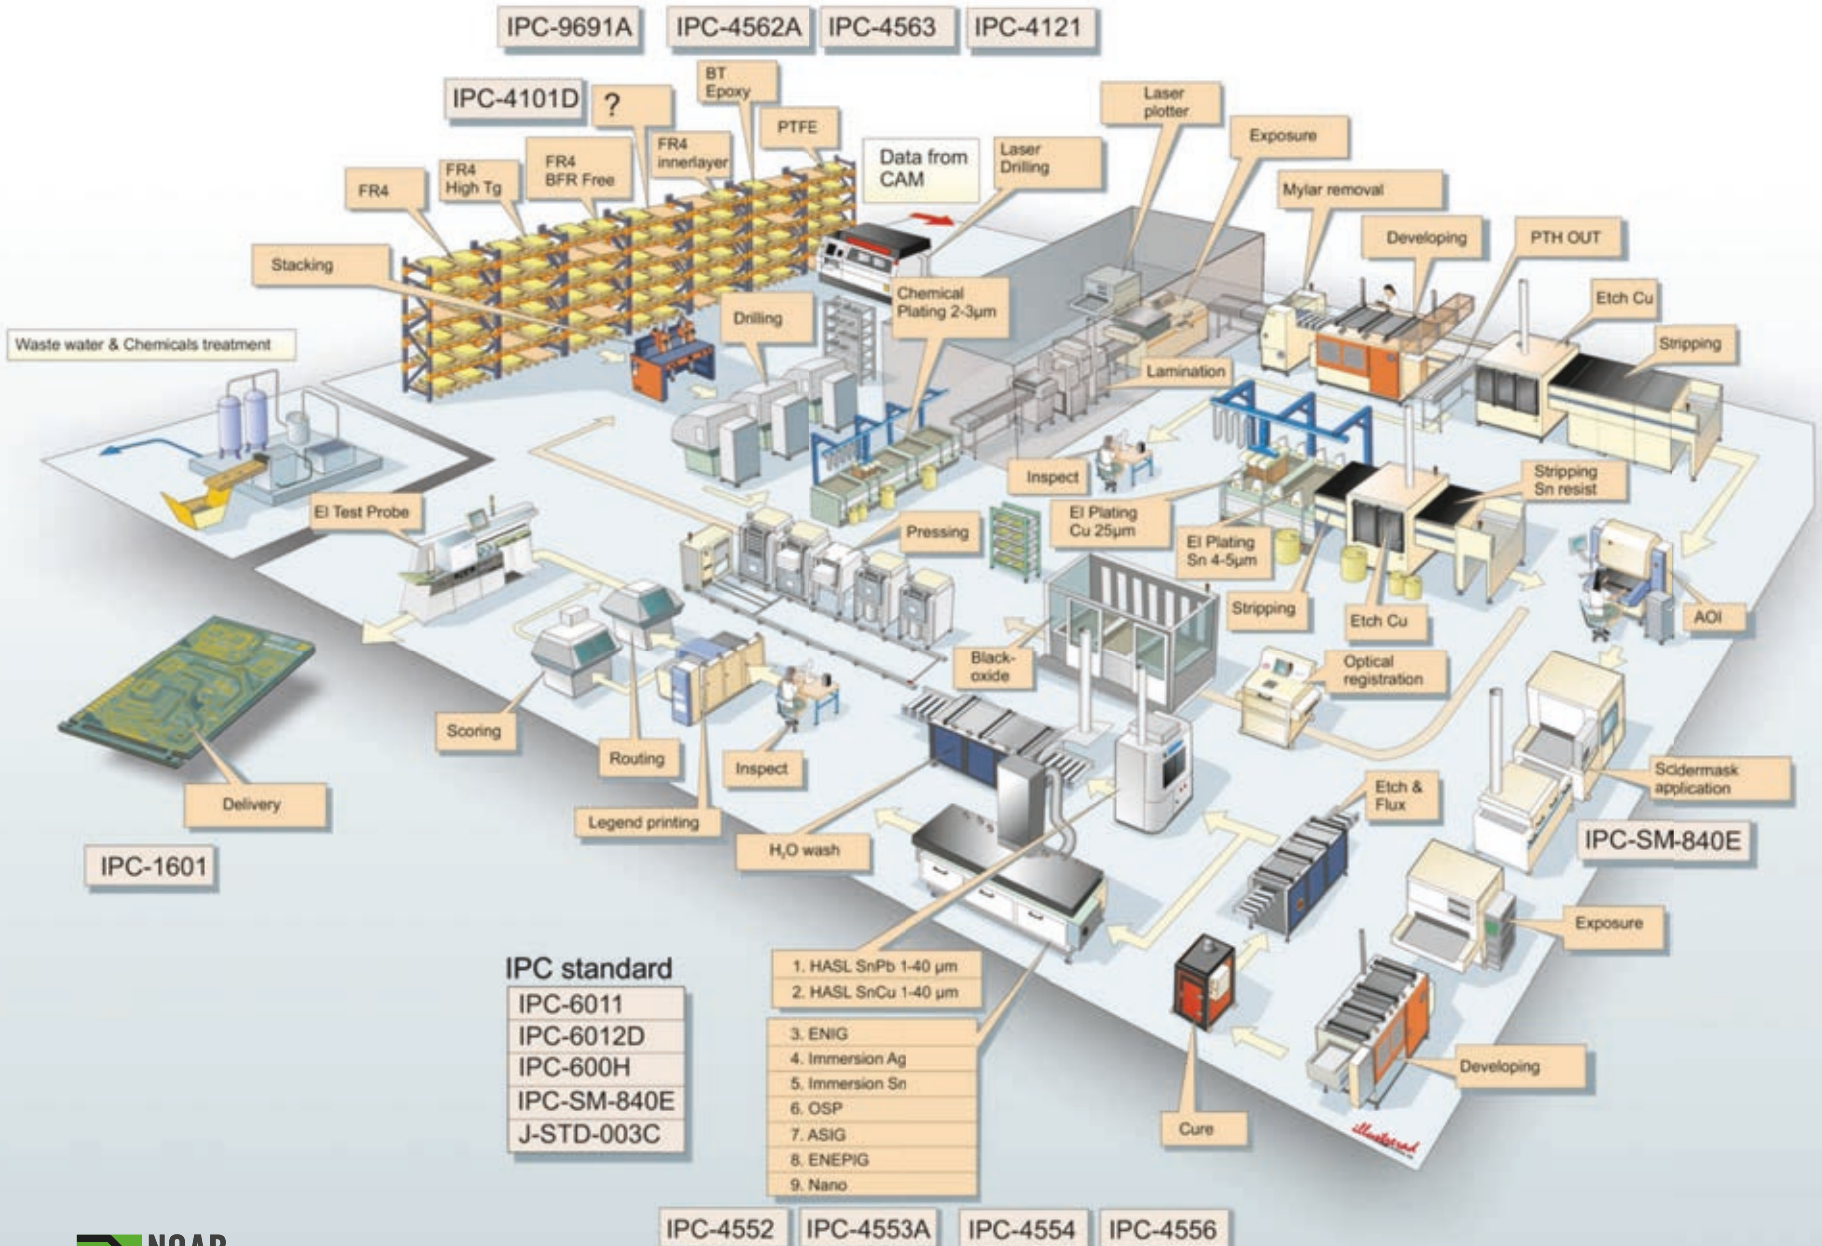 IPC-9691A
IPC-4562A
IPC-4563
IPC-4121
IPC-4101D
?
BT
Epoxy
PTFE
FR4
innerlayer
FR4
BFR Free
FR4
High Tg
FR4
Stacking
Data from
CAM
Laser
Drilling
Laser
plotter
Exposure
Mylar removal
Developing
PTH OUT
Etch Cu
Stripping
Waste water & Chemicals treatment
Drilling
Chemical
Plating 2-3µm
Lamination
Inspect
El Plating
Cu 25µm
El Plating
Sn 4-5µm
Stripping
Sn resist
Stripping
Etch Cu
AOI
El Test Probe
Pressing
Black-
oxide
Optical
registration
Scoring
Routing
Inspect
Legend printing
H₂O wash
Etch &
Flux
Scidermask
application
IPC-SM-840E
Exposure
Developing
Cure
Delivery
IPC-1601
IPC standard
IPC-6011
IPC-6012D
IPC-600H
IPC-SM-840E
J-STD-003C
1. HASL SnPb 1-40 µm
2. HASL SnCu 1-40 µm
3. ENIG
4. Immersion Ag
5. Immersion Sn
6. OSP
7. ASIG
8. ENEPIG
9. Nano
IPC-4552
IPC-4553A
IPC-4554
IPC-4556